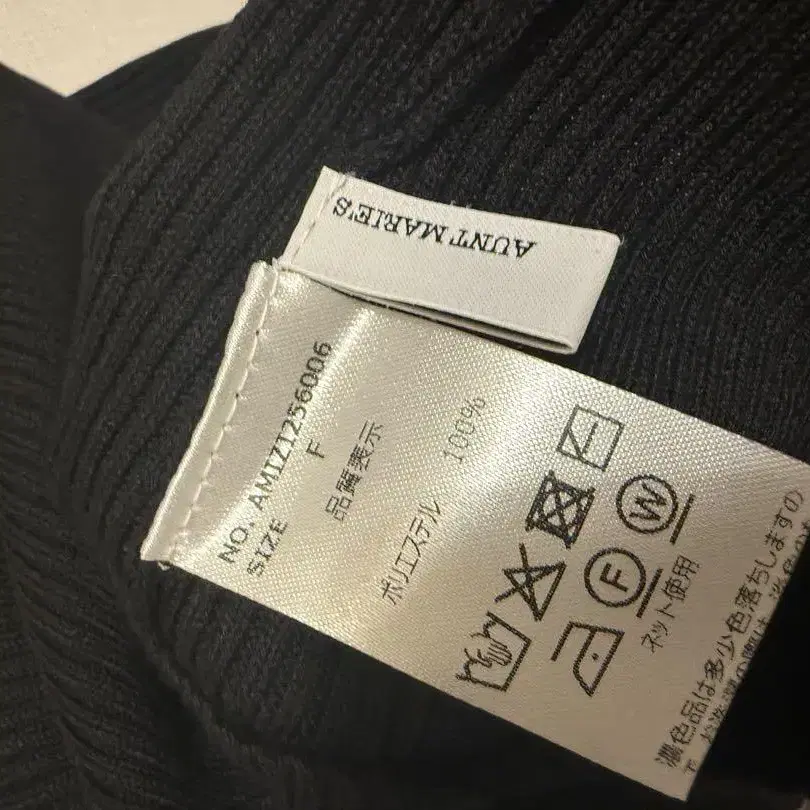 AUNT MARIE'S
NO. AMIZ1256006
SIZE F
品質表示
ポリエステル 100%
F W
ネット使用
濃色品は多少色落ちしますの